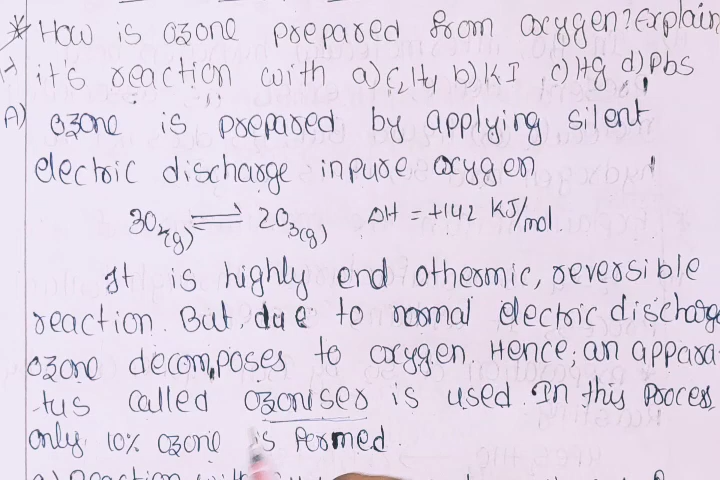 * How is ozone prepared from oxygen? Explain
it's reaction with a) C2H4 b) KI c) Hg d) Pbs
A) ozone is prepared by applying silent
electric discharge inpure oxygen
3O2(g) ⇌ 2O3(g) ΔH = +142 KJ/mol.
It is highly endothermic, reversible
reaction. But, due to normal electric discharge
ozone decomposes to oxygen. Hence, an appara-
tus called ozoniser is used. In this Process
only 10% ozone is formed.
a) Reaction with